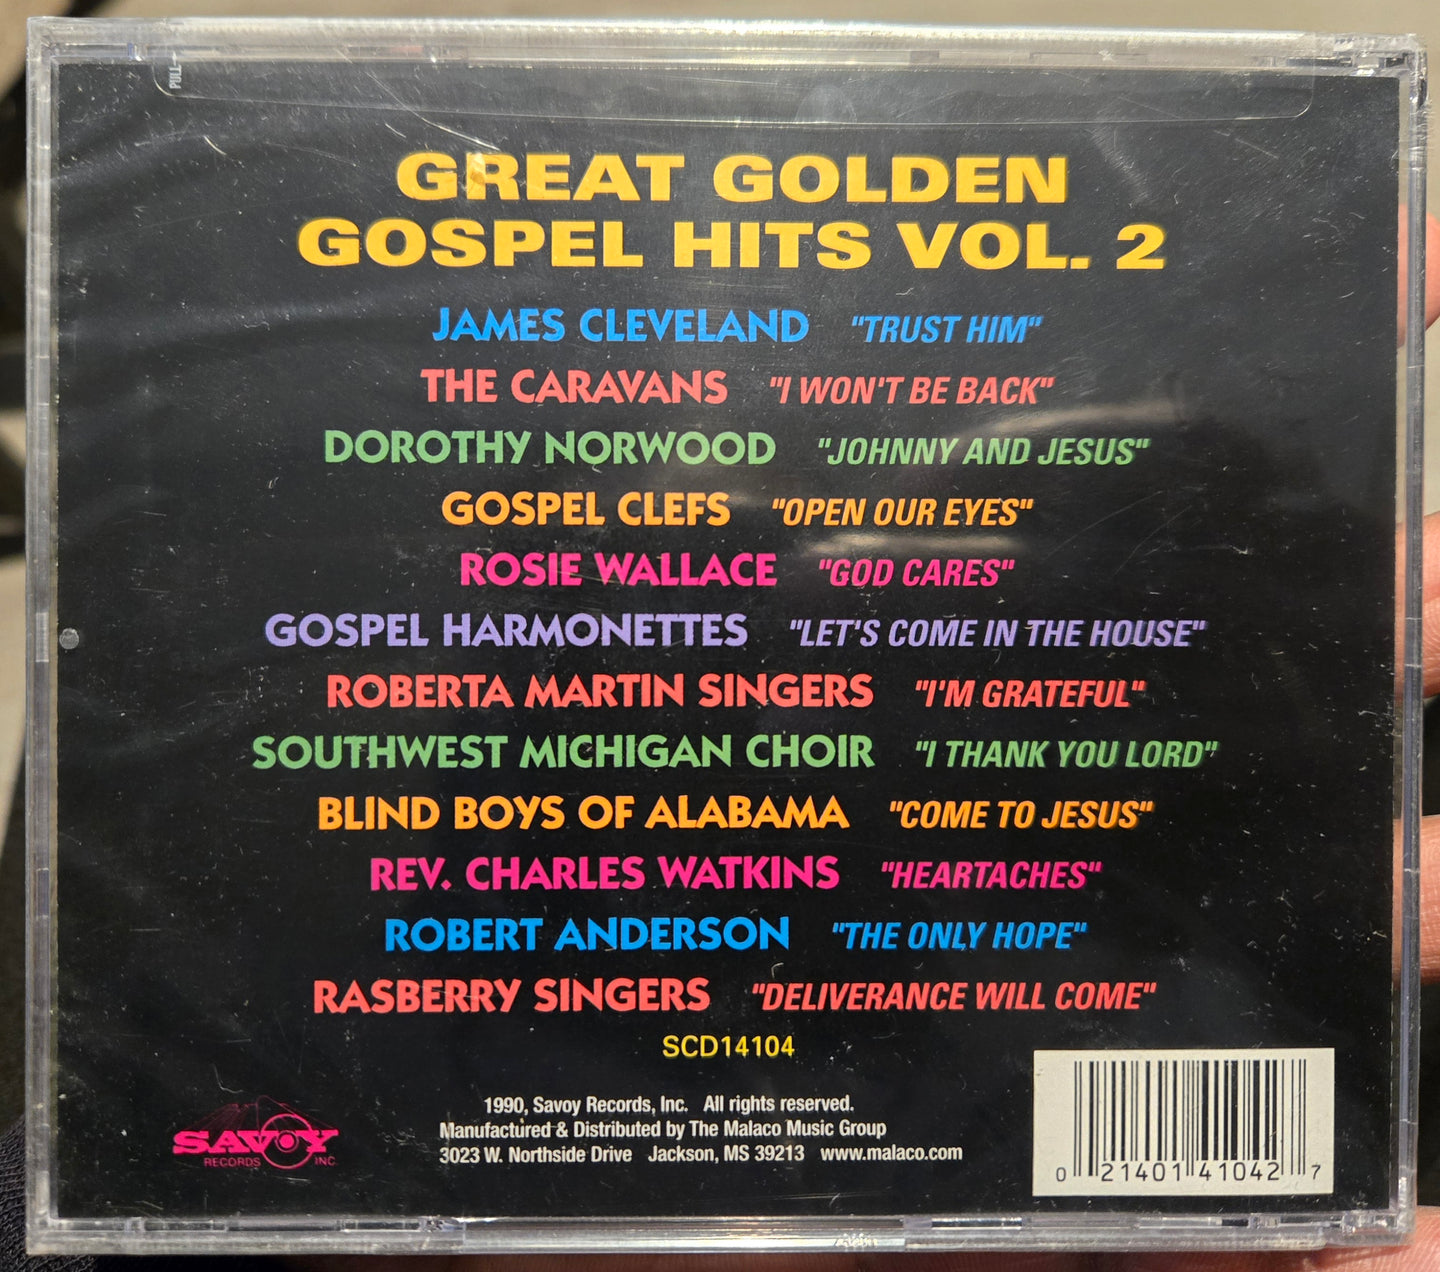 PULL
GREAT GOLDEN
GOSPEL HITS VOL. 2
JAMES CLEVELAND "TRUST HIM"
THE CARAVANS "I WON'T BE BACK"
DOROTHY NORWOOD "JOHNNY AND JESUS"
GOSPEL CLEFS "OPEN OUR EYES"
ROSIE WALLACE "GOD CARES"
GOSPEL HARMONETTES "LET'S COME IN THE HOUSE"
ROBERTA MARTIN SINGERS "I'M GRATEFUL"
SOUTHWEST MICHIGAN CHOIR "I THANK YOU LORD"
BLIND BOYS OF ALABAMA "COME TO JESUS"
REV. CHARLES WATKINS "HEARTACHES"
ROBERT ANDERSON "THE ONLY HOPE"
RASBERRY SINGERS "DELIVERANCE WILL COME"
SCD14104
1990, Savoy Records, Inc. All rights reserved.
Manufactured & Distributed by The Malaco Music Group
3023 W. Northside Drive Jackson, MS 39213 www.malaco.com
SAVOY
RECORDS INC.
0 21401 41042 7